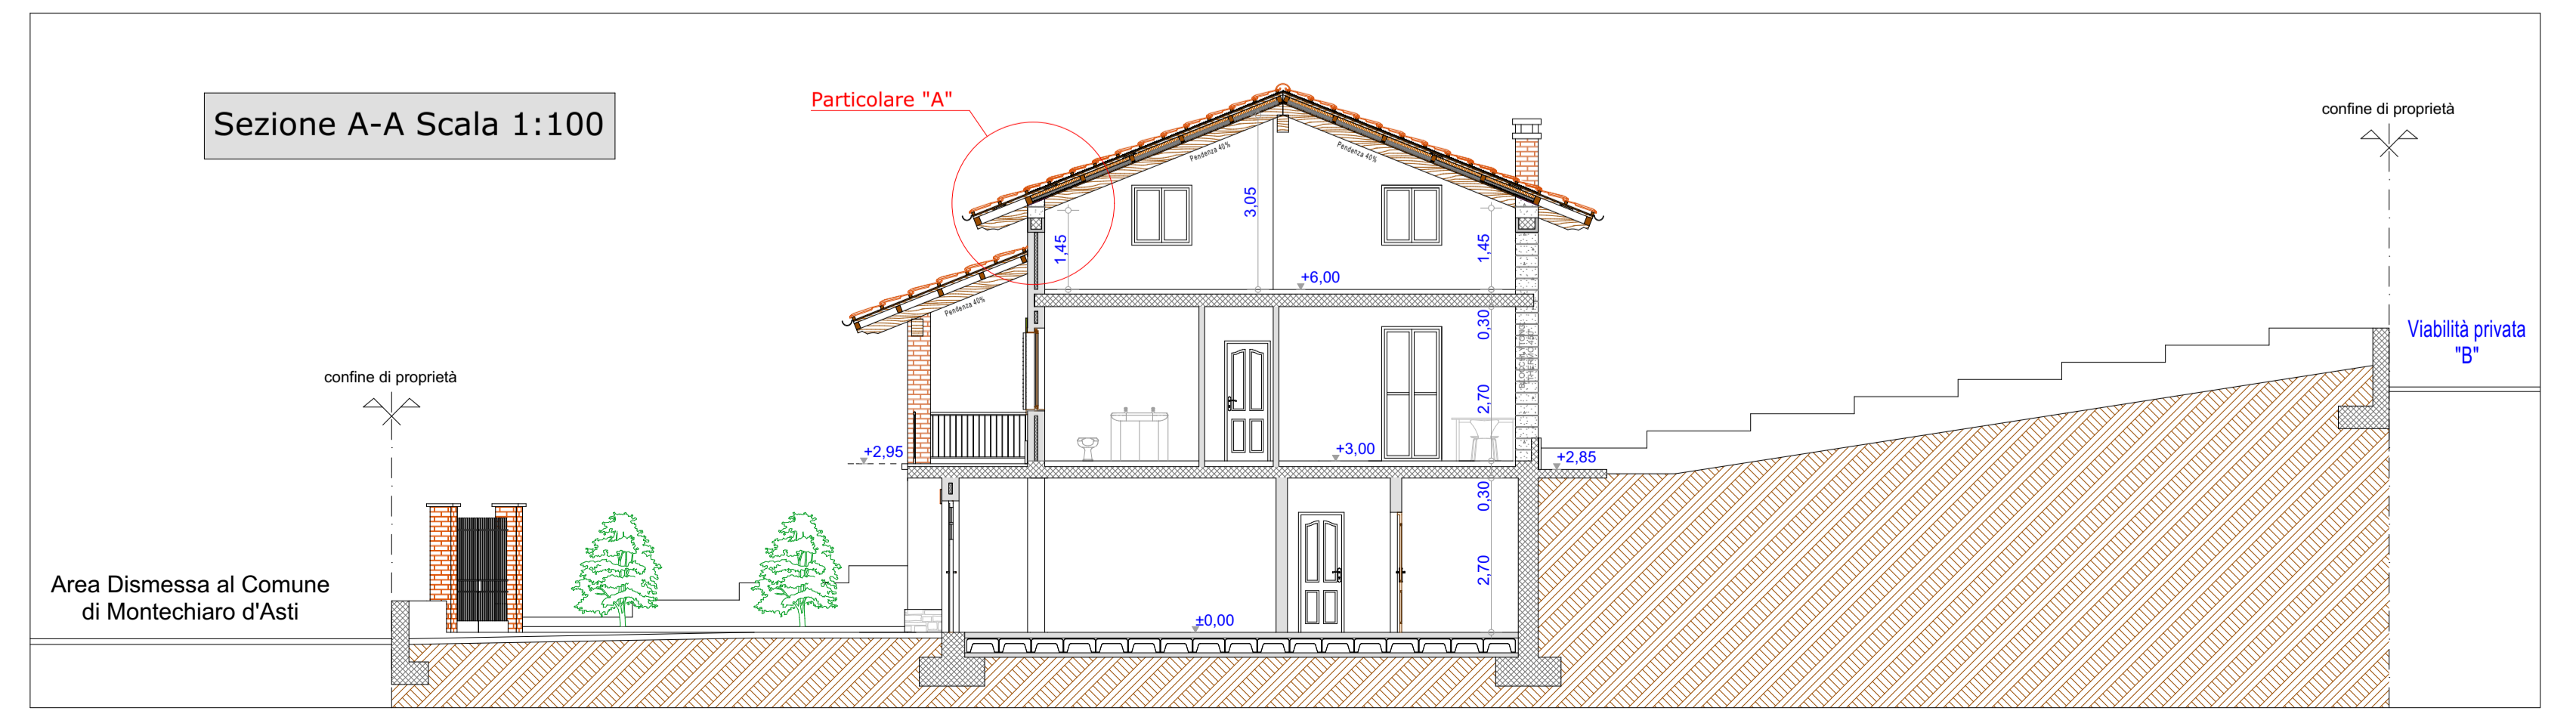 Sezione A-A Scala 1:100
Particolare "A"
confine di proprietà
Pendenza 40%
Pendenza 40%
3,05
1,45
1,45
+6,00
Pendenza 40%
0,30
Viabilità privata
"B"
confine di proprietà
2,70
+2,95
+3,00
+2,85
0,30
Area Dismessa al Comune
di Montechiaro d'Asti
2,70
±0,00